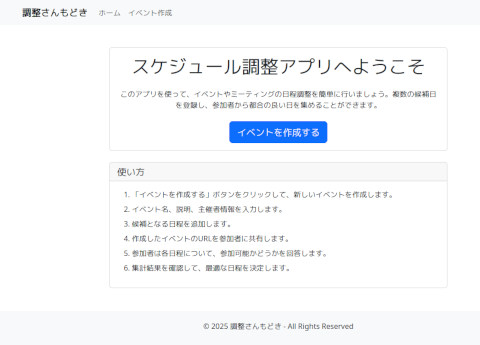 調整さんもどき ホーム イベント作成
スケジュール調整アプリへようこそ
このアプリを使って、イベントやミーティングの日程調整を簡単に行いましょう。複数の候補日
を登録し、参加者から都合の良い日を集めることができます。
イベントを作成する
使い方
1. 「イベントを作成する」ボタンをクリックして、新しいイベントを作成します。
2. イベント名、説明、主催者情報を入力します。
3. 候補となる日程を追加します。
4. 作成したイベントのURLを参加者に共有します。
5. 参加者は各日程について、参加可能かどうかを回答します。
6. 集計結果を確認して、最適な日程を決定します。
© 2025 調整さんもどき - All Rights Reserved